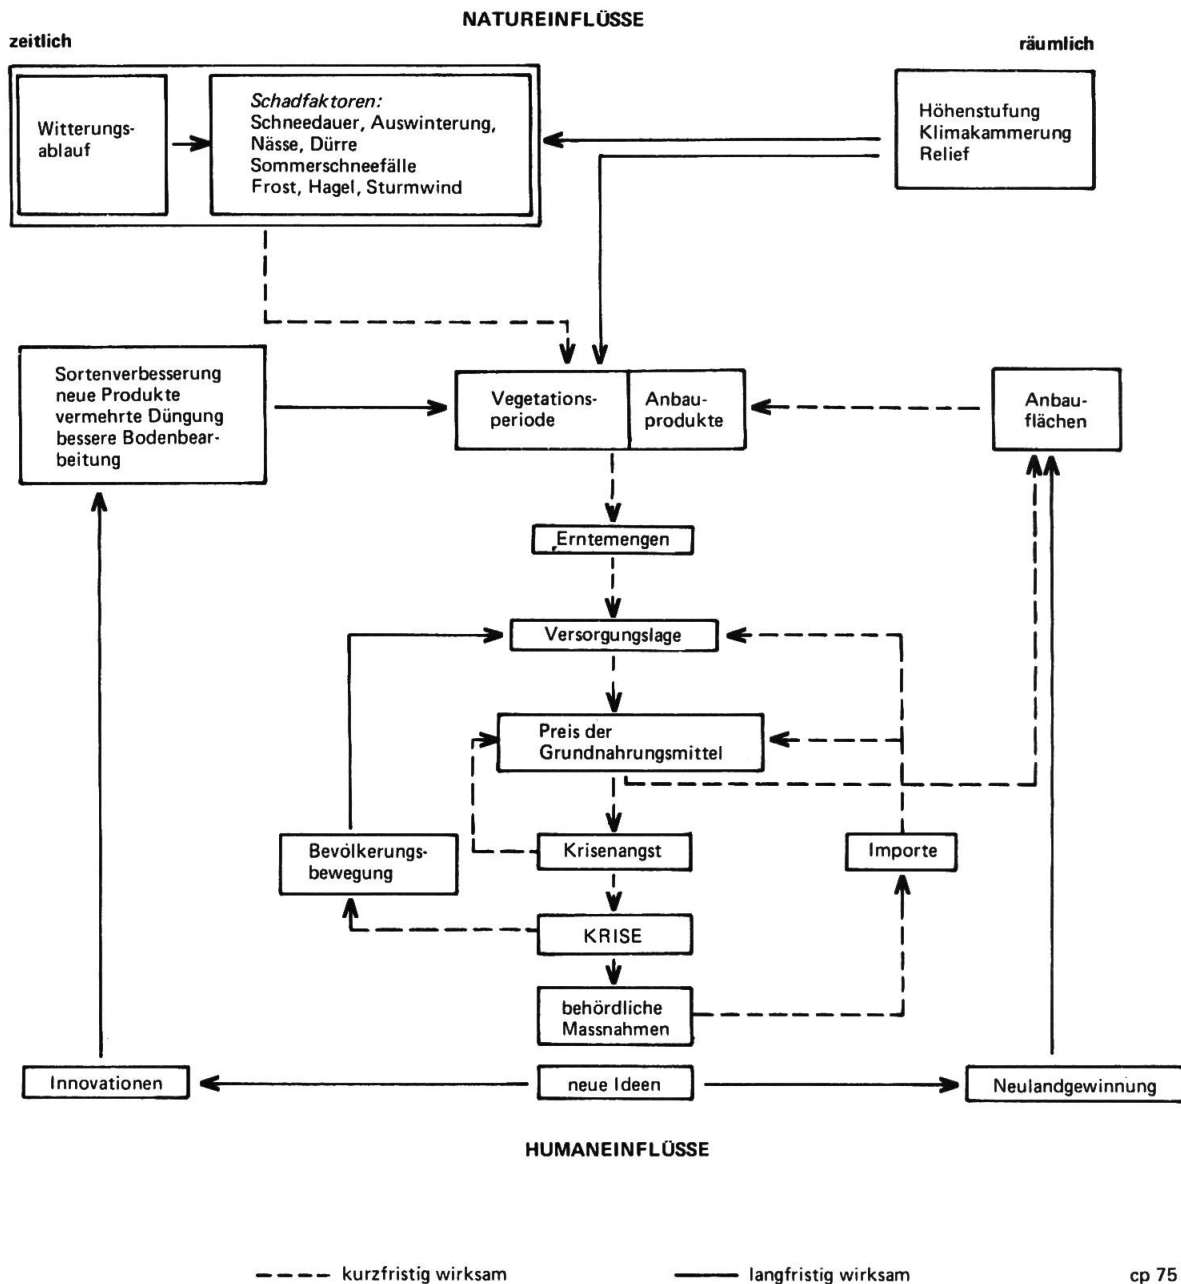 NATUREINFLÜSSE
zeitlich
räumlich
Witterungs-
ablauf
Schadfaktoren:
Schneedauer, Auswinterung,
Nässe, Dürre
Sommerschneefälle
Frost, Hagel, Sturmwind
Höhenstufung
Klimakammerung
Relief
Sortenverbesserung
neue Produkte
vermehrte Düngung
bessere Bodenbear-
beitung
Vegetations-
periode
Anbau-
produkte
Anbau-
flächen
Erntemengen
Versorgungslage
Preis der
Grundnahrungsmittel
Bevölkerungs-
bewegung
Krisenangst
Importe
KRISE
behördliche
Massnahmen
Innovationen
neue Ideen
Neulandgewinnung
HUMANEINFLÜSSE
kurzfristig wirksam
langfristig wirksam
cp 75